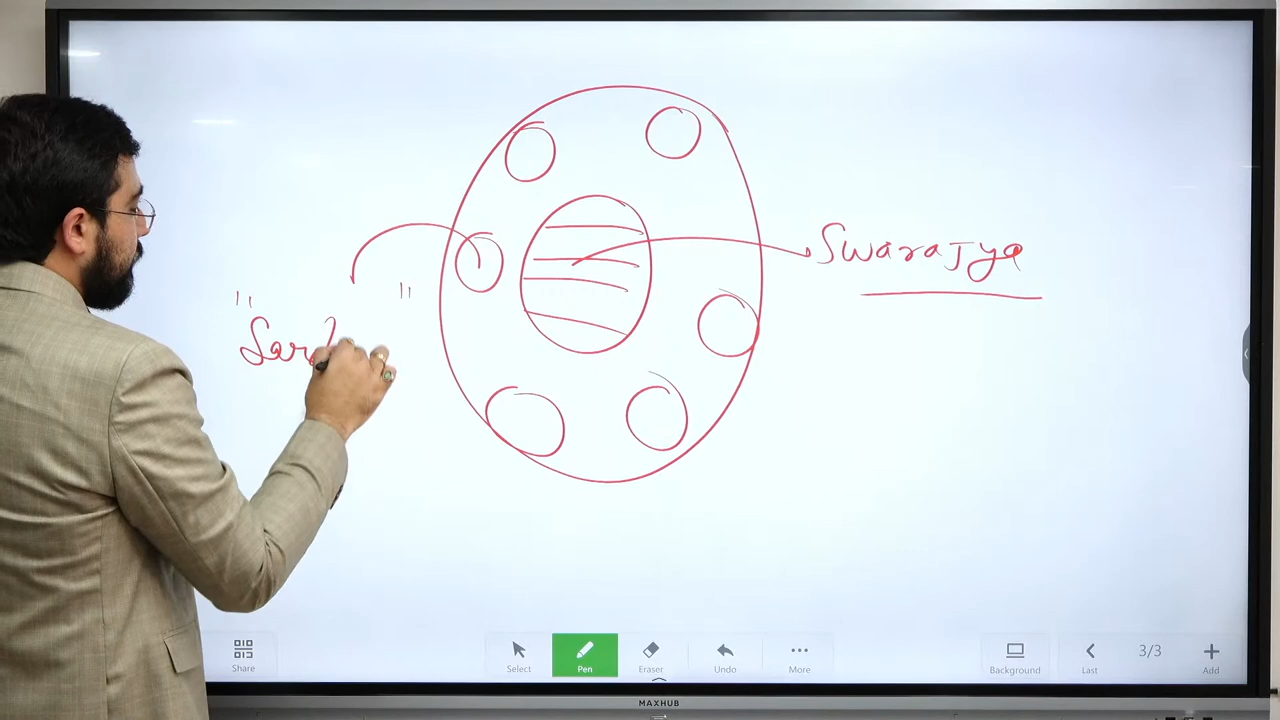 Swarajya
"
"
Share
Select
Pen
Eraser
Undo
More
Background
Last
3/3
Add
MAXHUB